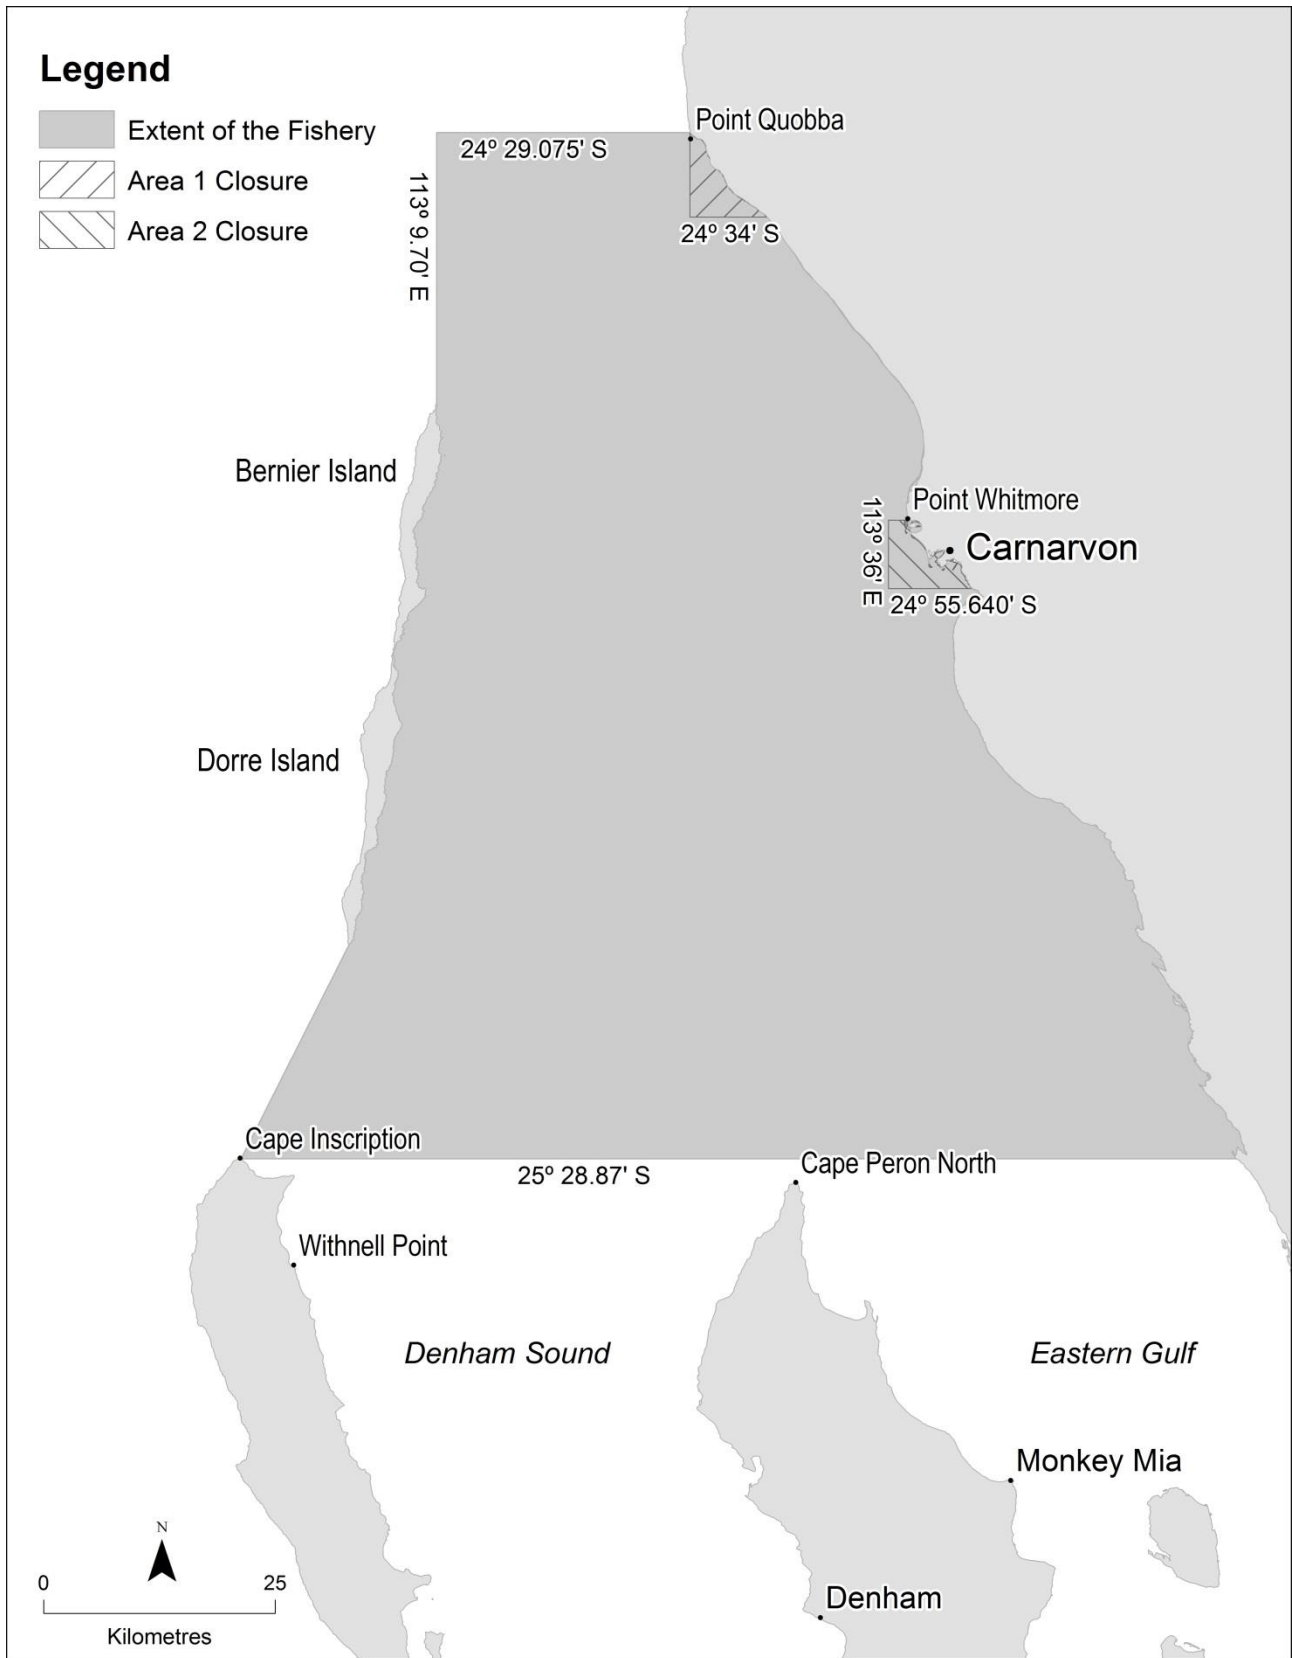 Legend
Extent of the Fishery
Area 1 Closure
Area 2 Closure
Point Quobba
24º 29.075' S
113º 9.70' E
24º 34' S
Bernier Island
Point Whitmore
113º 36' E
Carnarvon
24º 55.640' S
Dorre Island
Cape Inscription
25º 28.87' S
Cape Peron North
Withnell Point
Denham Sound
Eastern Gulf
Monkey Mia
N
0 25
Kilometres
Denham